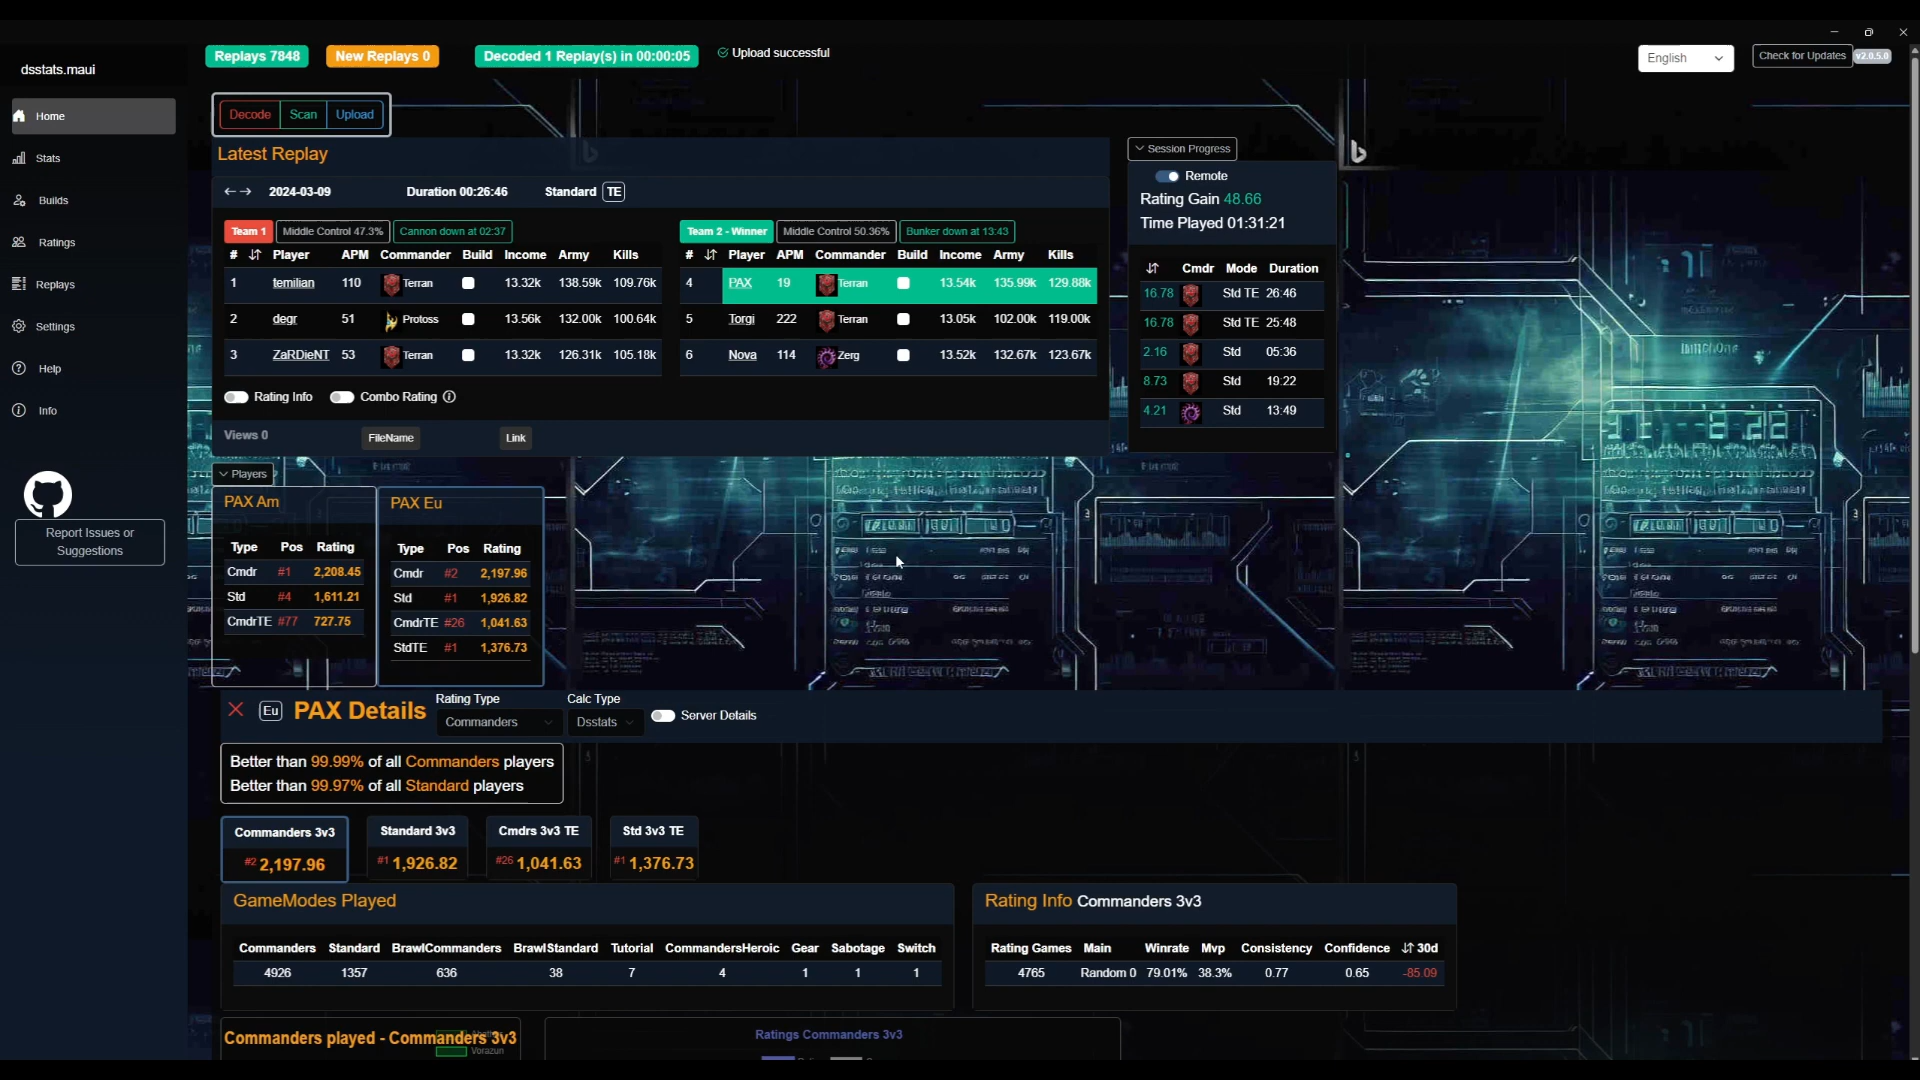 dsstats.maui
Replays 7848
New Replays 0
Decoded 1 Replay(s) in 00:00:05
Upload successful
English
Check for Updates
v2.0.5.0
Home
Stats
Builds
Ratings
Replays
Settings
Help
Info
Report Issues or
Suggestions
Decode Scan Upload
Latest Replay
2024-03-09 Duration 00:26:46 Standard TE
Team 1 Middle Control 47.3% Cannon down at 02:37
# Player APM Commander Build Income Army Kills
1 temilian 110 Terran 13.32k 138.59k 109.76k
2 degr 51 Protoss 13.56k 132.00k 100.64k
3 ZaRDieNT 53 Terran 13.32k 126.31k 105.18k
Team 2 - Winner Middle Control 50.36% Bunker down at 13:43
# Player APM Commander Build Income Army Kills
4 PAX 19 Terran 13.54k 135.99k 129.88k
5 Torgi 222 Terran 13.05k 102.00k 119.00k
6 Nova 114 Zerg 13.52k 132.67k 123.67k
Rating Info Combo Rating
Views 0 FileName Link
Session Progress
Remote
Rating Gain 48.66
Time Played 01:31:21
Cmdr Mode Duration
16.78 Std TE 26:46
16.78 Std TE 25:48
2.16 Std 05:36
8.73 Std 19:22
4.21 Std 13:49
Players
PAX Am
Type Pos Rating
Cmdr #1 2,208.45
Std #4 1,611.21
CmdrTE #77 727.75
PAX Eu
Type Pos Rating
Cmdr #2 2,197.96
Std #1 1,926.82
CmdrTE #26 1,041.63
StdTE #1 1,376.73
Eu PAX Details
Rating Type
Commanders
Calc Type
Dsstats
Server Details
Better than 99.99% of all Commanders players
Better than 99.97% of all Standard players
Commanders 3v3
#2 2,197.96
Standard 3v3
#1 1,926.82
Cmdrs 3v3 TE
#26 1,041.63
Std 3v3 TE
#1 1,376.73
GameModes Played
Commanders Standard BrawlCommanders BrawlStandard Tutorial CommandersHeroic Gear Sabotage Switch
4926 1357 636 38 7 4 1 1 1
Rating Info Commanders 3v3
Rating Games Main Winrate Mvp Consistency Confidence 30d
4765 Random 0 79.01% 38.3% 0.77 0.65 -85.09
Commanders played - Commanders 3v3
Vorazun
Ratings Commanders 3v3